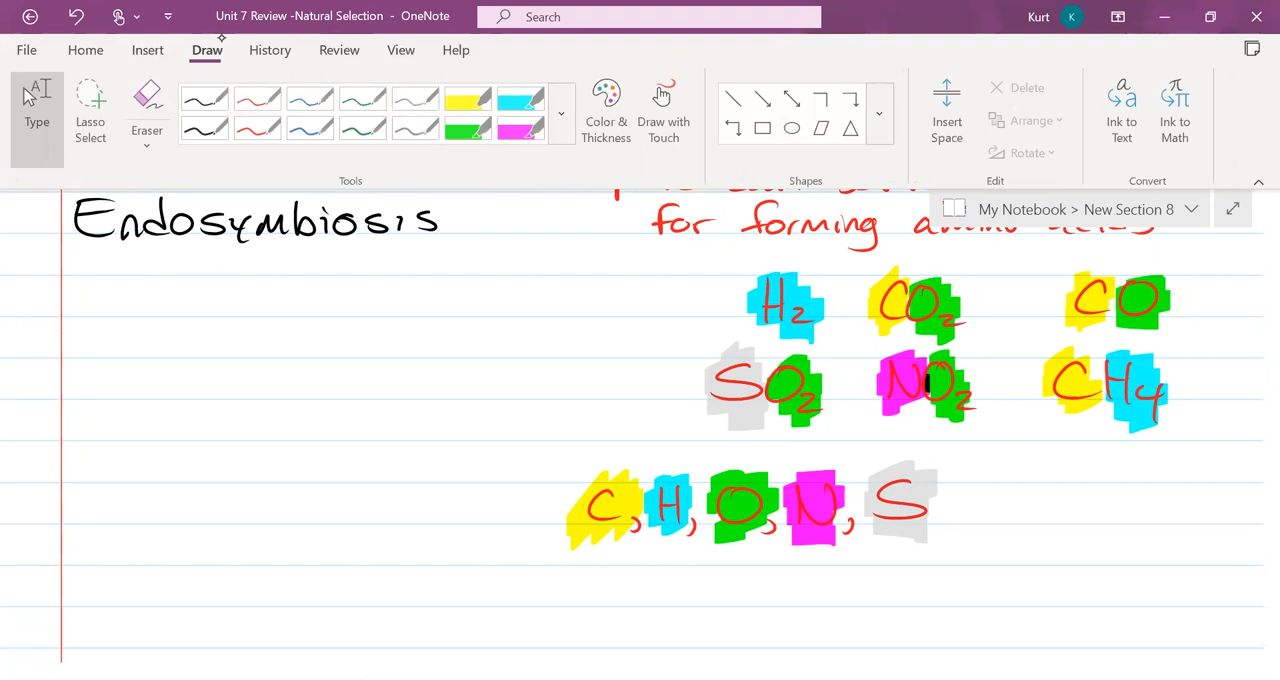 Unit 7 Review -Natural Selection - OneNote
Search
Kurt
K
File Home Insert Draw History Review View Help
Type
Lasso Select
Eraser
Color & Thickness
Draw with Touch
Insert Space
Delete
Arrange
Rotate
Ink to Text
Ink to Math
Tools
Shapes
Edit
Convert
My Notebook > New Section 8
Endosymbiosis
for forming
H2 CO2 CO
SO2 NO2 CH4
C, H, O, N, S